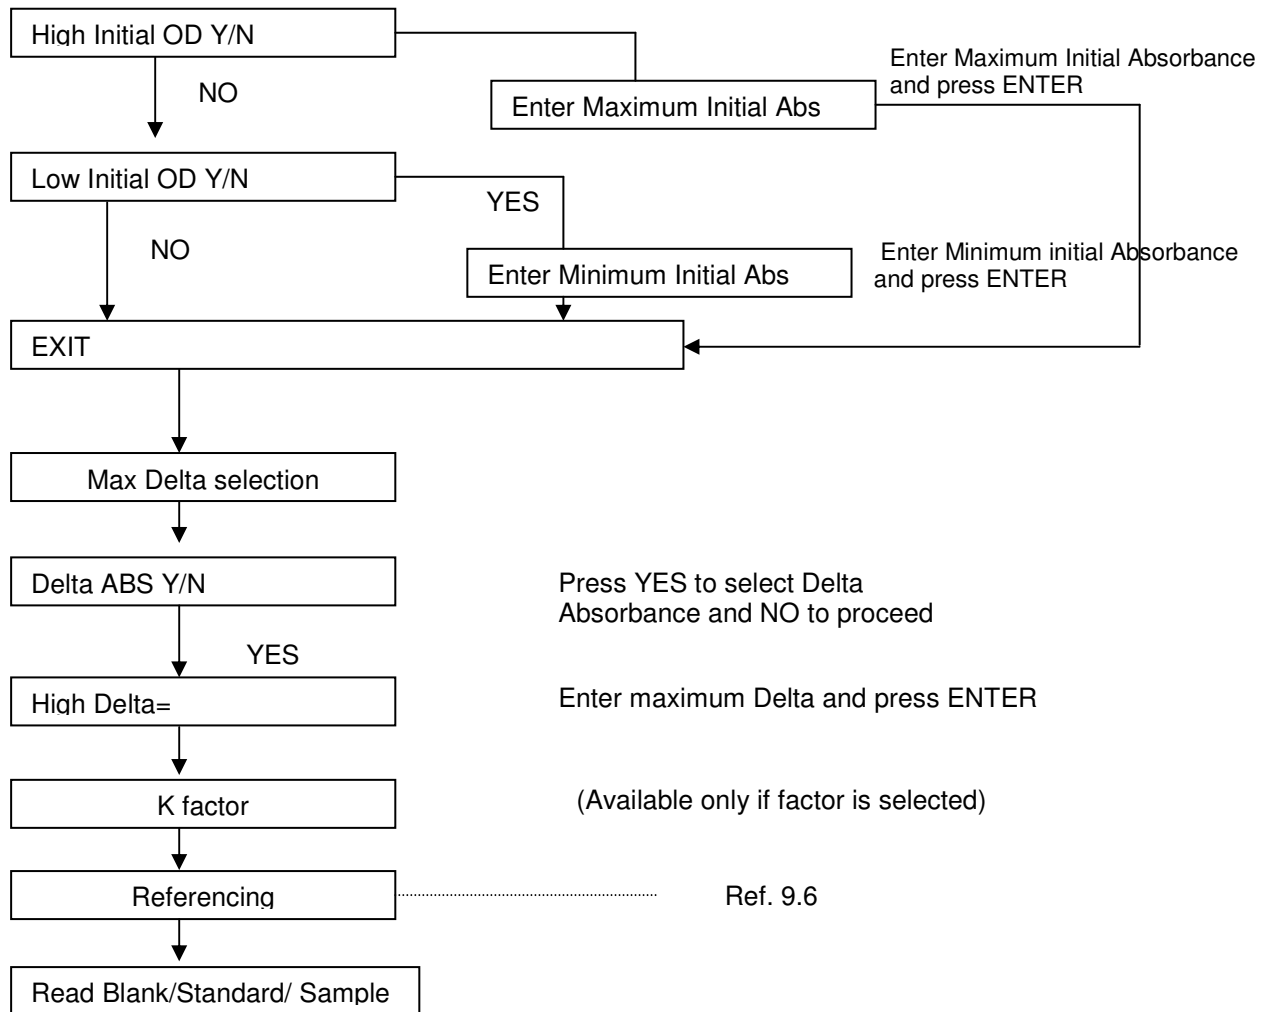 High Initial OD Y/N
Enter Maximum Initial Absorbance
and press ENTER
NO
Enter Maximum Initial Abs
Low Initial OD Y/N
YES
NO
Enter Minimum initial Absorbance
and press ENTER
Enter Minimum Initial Abs
EXIT
Max Delta selection
Delta ABS Y/N
Press YES to select Delta
Absorbance and NO to proceed
YES
High Delta=
Enter maximum Delta and press ENTER
K factor
(Available only if factor is selected)
Referencing
Ref. 9.6
Read Blank/Standard/ Sample